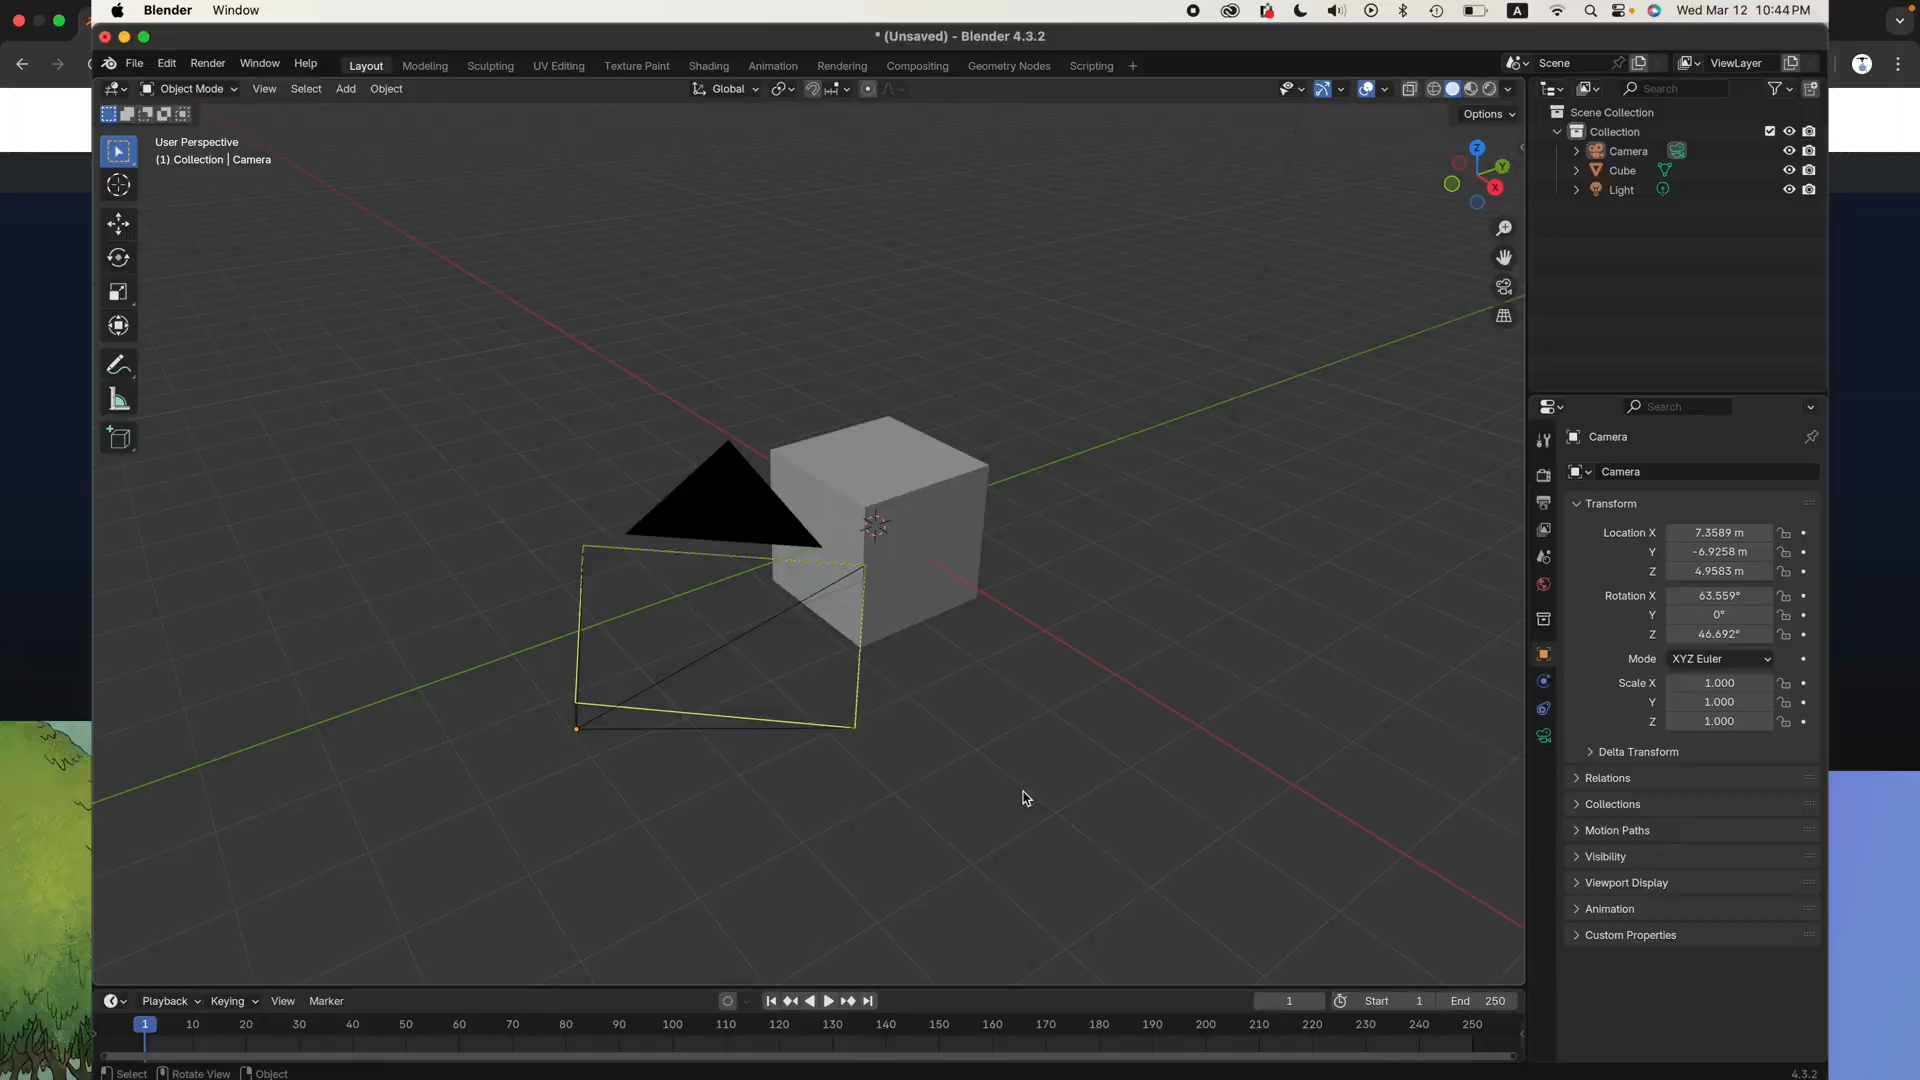 Blender Window A Wed Mar 12 10:44 PM
* (Unsaved) - Blender 4.3.2
File Edit Render Window Help Layout Modeling Sculpting UV Editing Texture Paint Shading Animation Rendering Compositing Geometry Nodes Scripting + Scene ViewLayer
Object Mode View Select Add Object Global Search
Options
User Perspective
(1) Collection | Camera
Z
Y
X
Scene Collection
Collection
Camera
Cube
Light
Search
Camera
Camera
Transform
Location X 7.3589 m
Y -6.9258 m
Z 4.9583 m
Rotation X 63.559°
Y 0°
Z 46.692°
Mode XYZ Euler
Scale X 1.000
Y 1.000
Z 1.000
Delta Transform
Relations
Collections
Motion Paths
Visibility
Viewport Display
Animation
Custom Properties
Playback Keying View Marker 1 Start 1 End 250
1 10 20 30 40 50 60 70 80 90 100 110 120 130 140 150 160 170 180 190 200 210 220 230 240 250
Select Rotate View Object 4.3.2